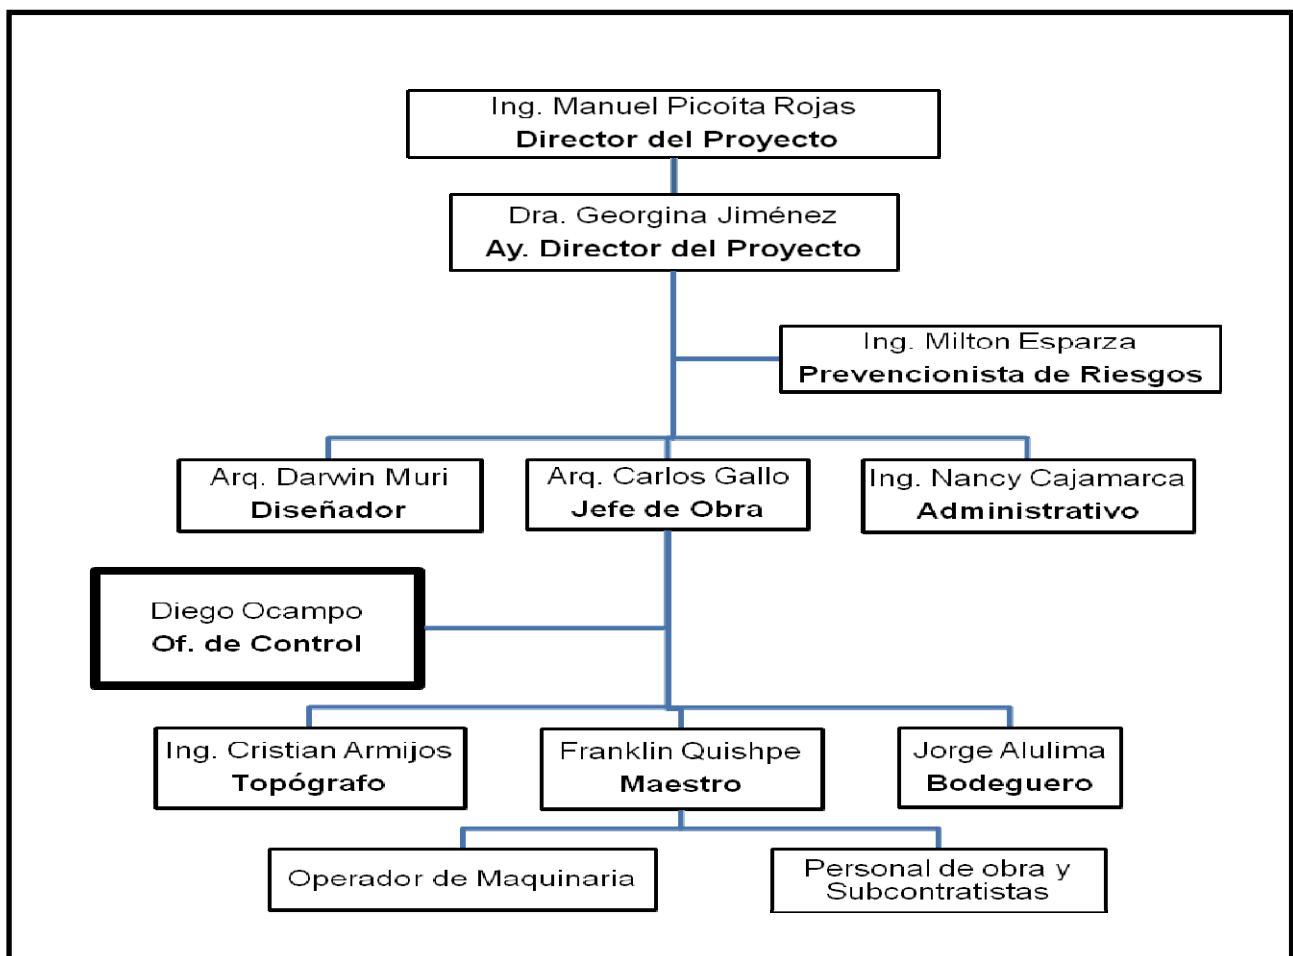 Ing. Manuel Picoíta Rojas
Director del Proyecto
Dra. Georgina Jiménez
Ay. Director del Proyecto
Ing. Milton Esparza
Prevencionista de Riesgos
Arq. Darwin Muri
Diseñador
Arq. Carlos Gallo
Jefe de Obra
Ing. Nancy Cajamarca
Administrativo
Diego Ocampo
Of. de Control
Ing. Cristian Armijos
Topógrafo
Franklin Quishpe
Maestro
Jorge Alulima
Bodeguero
Operador de Maquinaria
Personal de obra y
Subcontratistas